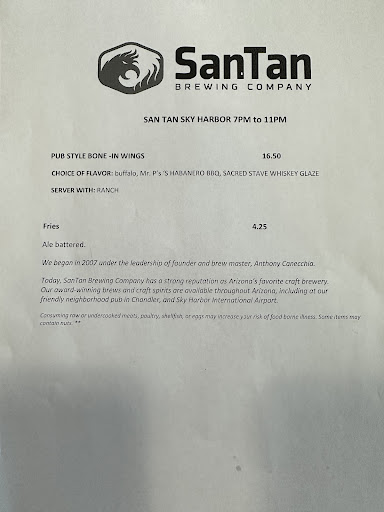 SanTan
BREWING COMPANY
SAN TAN SKY HARBOR 7PM to 11PM
PUB STYLE BONE -IN WINGS 16.50
CHOICE OF FLAVOR: buffalo, Mr. P's 'S HABANERO BBQ, SACRED STAVE WHISKEY GLAZE
SERVER WITH: RANCH
Fries 4.25
Ale battered.
We began in 2007 under the leadership of founder and brew master, Anthony Canecchia.
Today, SanTan Brewing Company has a strong reputation as Arizona's favorite craft brewery.
Our award-winning brews and craft spirits are available throughout Arizona, including at our
friendly neighborhood pub in Chandler, and Sky Harbor International Airport.
Consuming raw or undercooked meats, poultry, shellfish, or eggs may increase your risk of food borne illness. Some items may
contain nuts. **